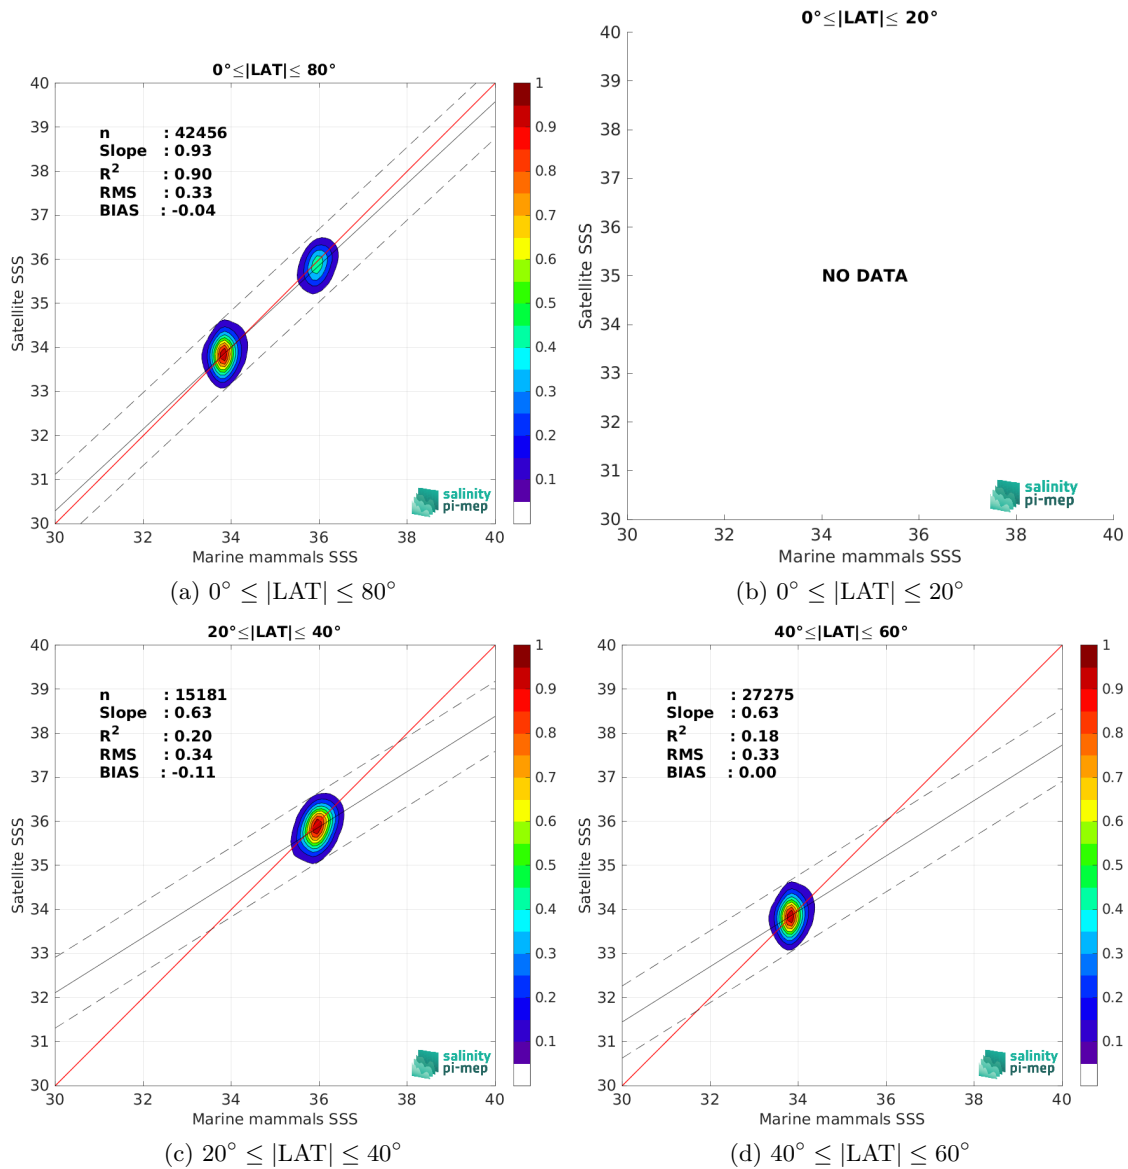 0°≤|LAT|≤ 80°
40
39
38
37
36
35
34
33
32
31
30
30 32 34 36 38 40
Satellite SSS
Marine mammals SSS
n : 42456
Slope : 0.93
R² : 0.90
RMS : 0.33
BIAS : -0.04
1
0.9
0.8
0.7
0.6
0.5
0.4
0.3
0.2
0.1
salinity
pi-mep
(a) 0° ≤ |LAT| ≤ 80°
0°≤|LAT|≤ 20°
40
39
38
37
36
35
34
33
32
31
30
30 32 34 36 38 40
Satellite SSS
Marine mammals SSS
NO DATA
salinity
pi-mep
(b) 0° ≤ |LAT| ≤ 20°
20°≤|LAT|≤ 40°
40
39
38
37
36
35
34
33
32
31
30
30 32 34 36 38 40
Satellite SSS
Marine mammals SSS
n : 15181
Slope : 0.63
R² : 0.20
RMS : 0.34
BIAS : -0.11
1
0.9
0.8
0.7
0.6
0.5
0.4
0.3
0.2
0.1
salinity
pi-mep
(c) 20° ≤ |LAT| ≤ 40°
40°≤|LAT|≤ 60°
40
39
38
37
36
35
34
33
32
31
30
30 32 34 36 38 40
Satellite SSS
Marine mammals SSS
n : 27275
Slope : 0.63
R² : 0.18
RMS : 0.33
BIAS : 0.00
1
0.9
0.8
0.7
0.6
0.5
0.4
0.3
0.2
0.1
salinity
pi-mep
(d) 40° ≤ |LAT| ≤ 60°